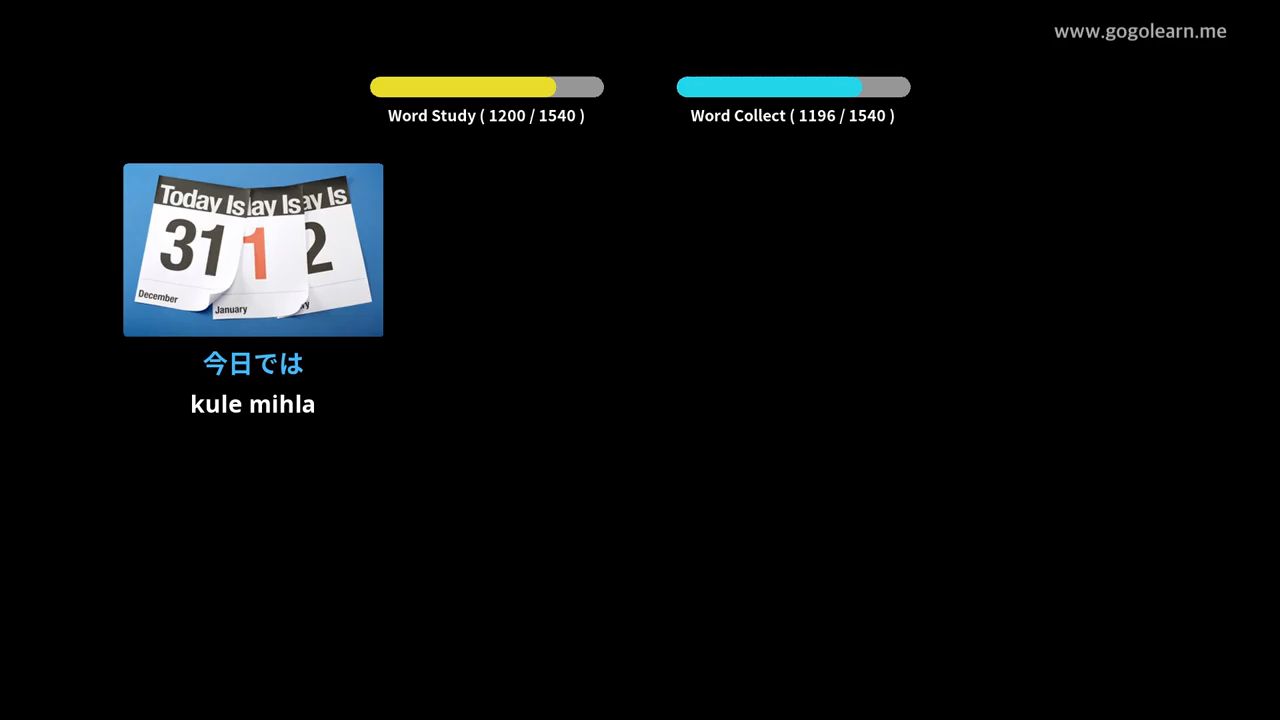 www.gogolearn.me
Word Study ( 1200 / 1540 )
Word Collect ( 1196 / 1540 )
Today Is
ay Is
ay Is
31
1
2
December
January
ry
今日では
kule mihla